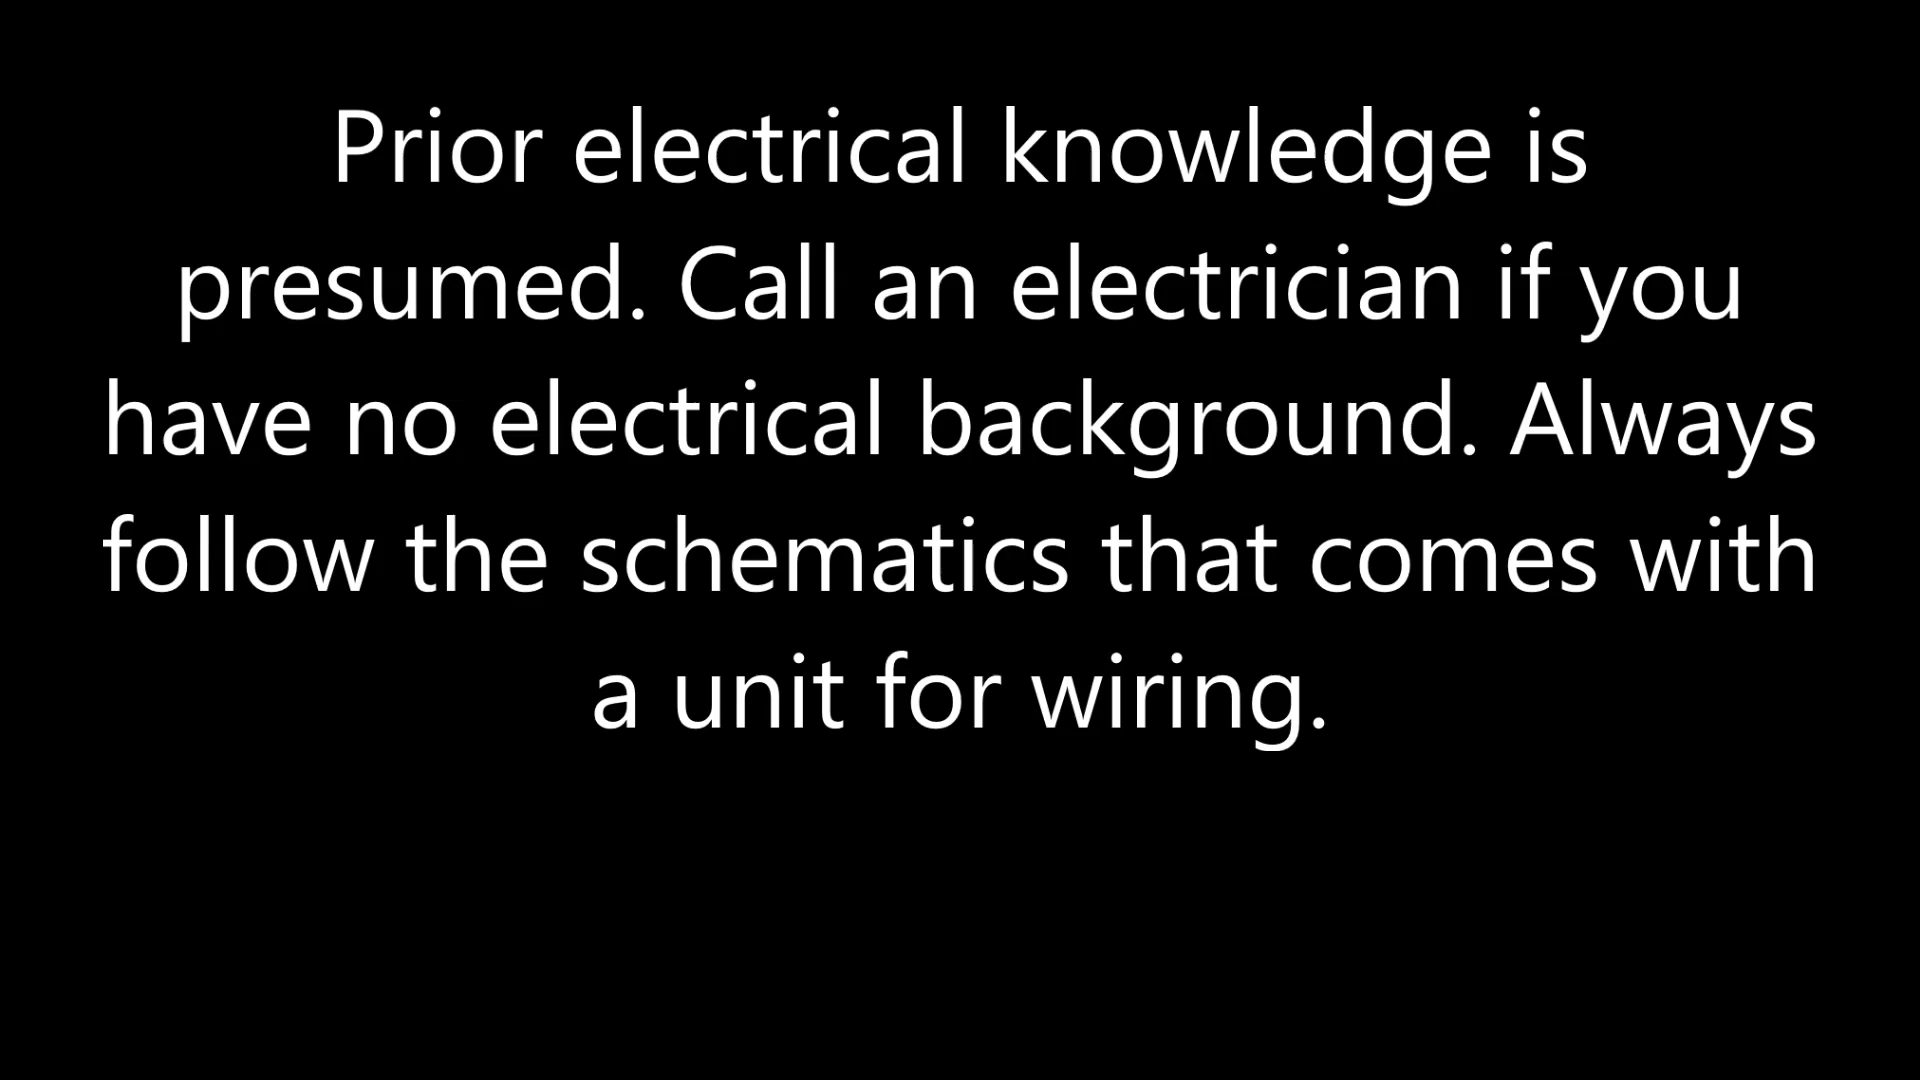 Prior electrical knowledge is
presumed. Call an electrician if you
have no electrical background. Always
follow the schematics that comes with
a unit for wiring.